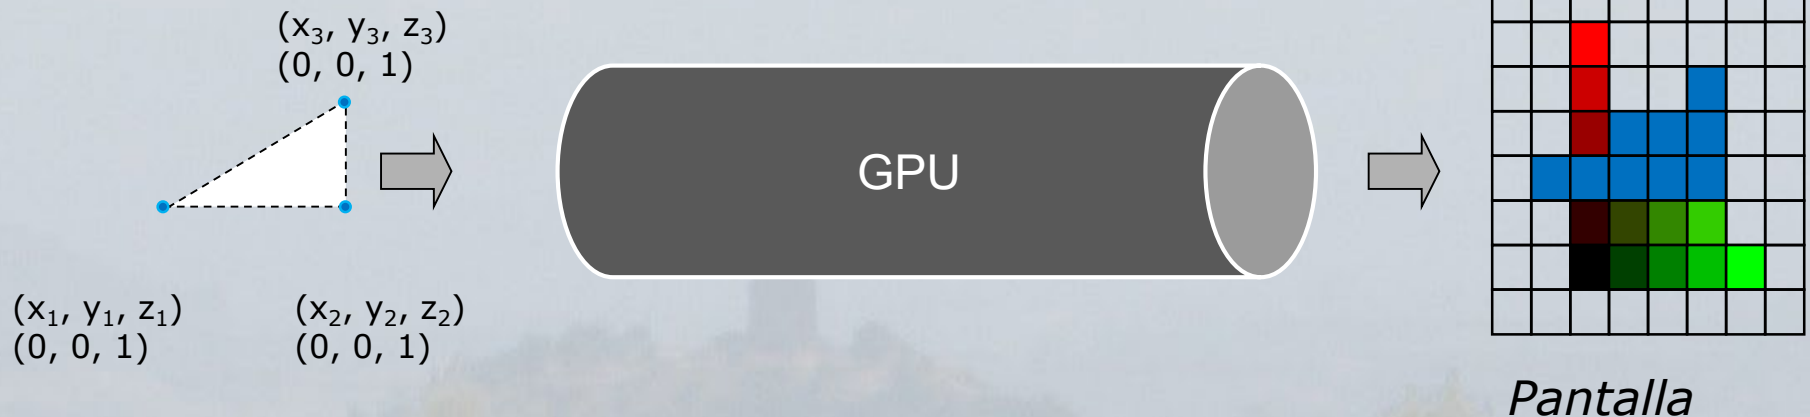 (x₃, y₃, z₃)
(0, 0, 1)
GPU
(x₁, y₁, z₁)
(0, 0, 1)
(x₂, y₂, z₂)
(0, 0, 1)
Pantalla